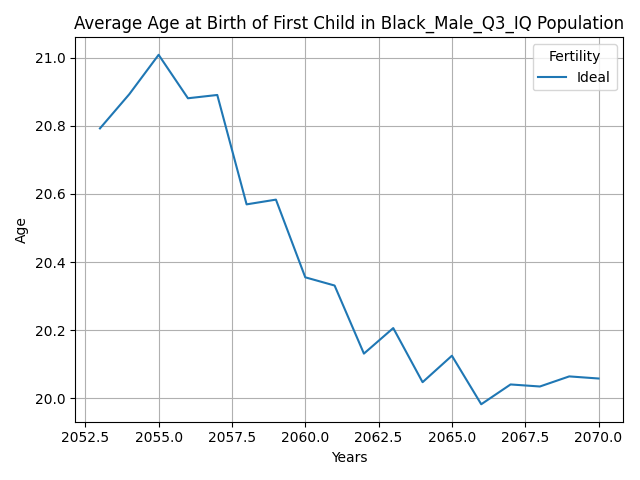 Average Age at Birth of First Child in Black_Male_Q3_IQ Population
Fertility
Ideal
Age
21.0
20.8
20.6
20.4
20.2
20.0
2052.5 2055.0 2057.5 2060.0 2062.5 2065.0 2067.5 2070.0
Years